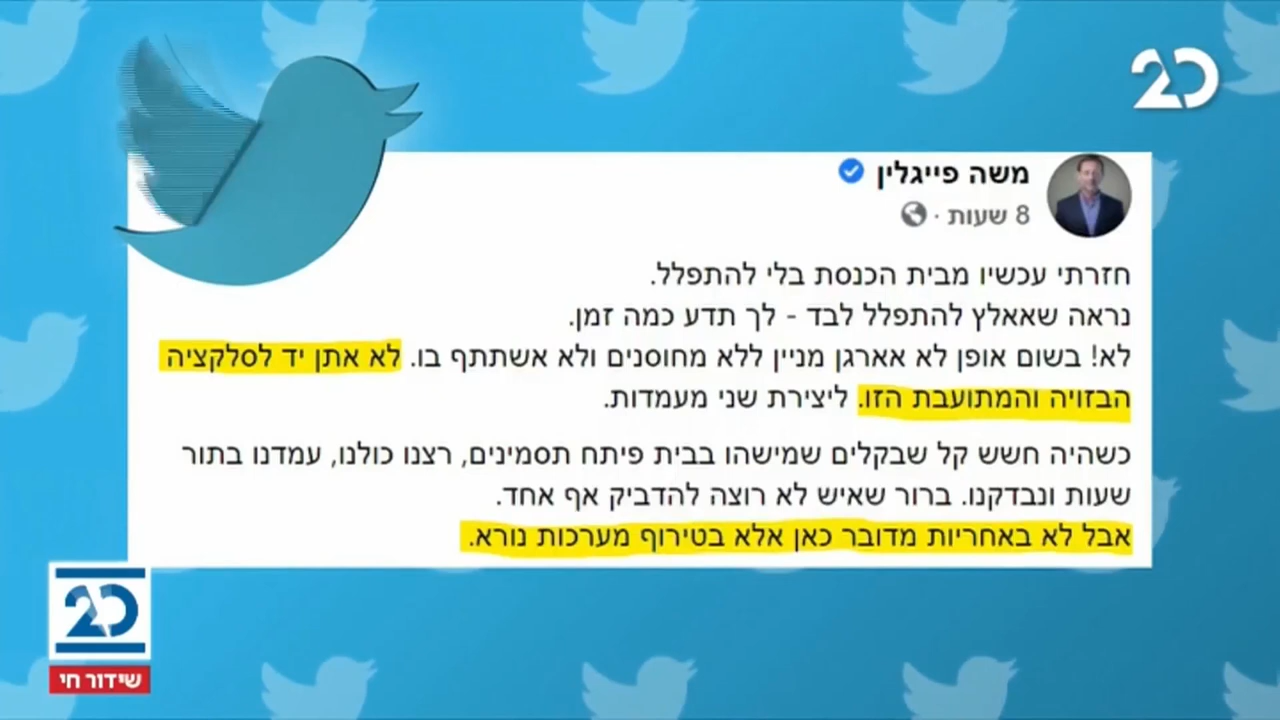 20
משה פייגלין
8 שעות ·
חזרתי עכשיו מבית הכנסת בלי להתפלל.
נראה שאאלץ להתפלל לבד - לך תדע כמה זמן.
לא! בשום אופן לא אארגן מניין ללא מחוסנים ולא אשתתף בו. לא אתן יד לסלקציה
הבזויה והמתועבת הזו. ליצירת שני מעמדות.
כשהיה חשש קל שבקלים שמישהו בבית פיתח תסמינים, רצנו כולנו, עמדנו בתור
שעות ונבדקנו. ברור שאיש לא רוצה להדביק אף אחד.
אבל לא באחריות מדובר כאן אלא בטירוף מערכות נורא.
20
שידור חי